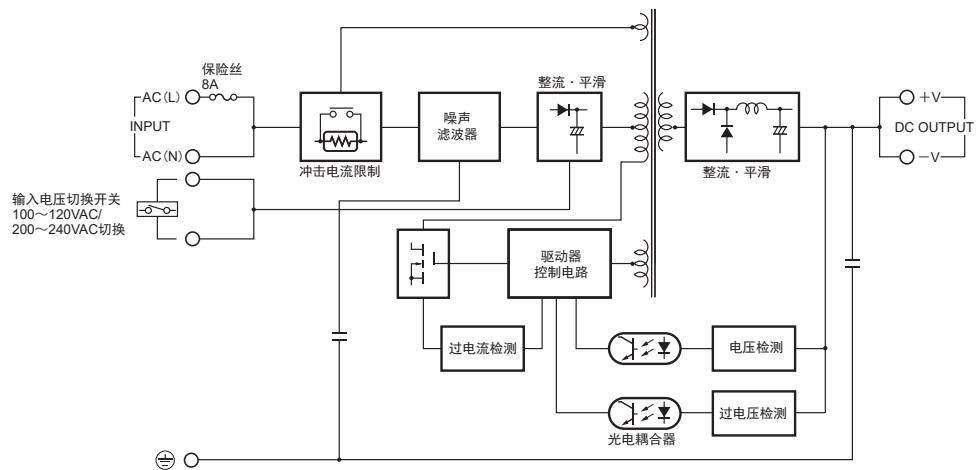 保险丝
8A
AC(L)
INPUT
AC(N)
输入电压切换开关
100～120VAC/
200～240VAC切换
冲击电流限制
噪声
滤波器
整流・平滑
整流・平滑
＋V
DC OUTPUT
－V
驱动器
控制电路
过电流检测
电压检测
过电压检测
光电耦合器